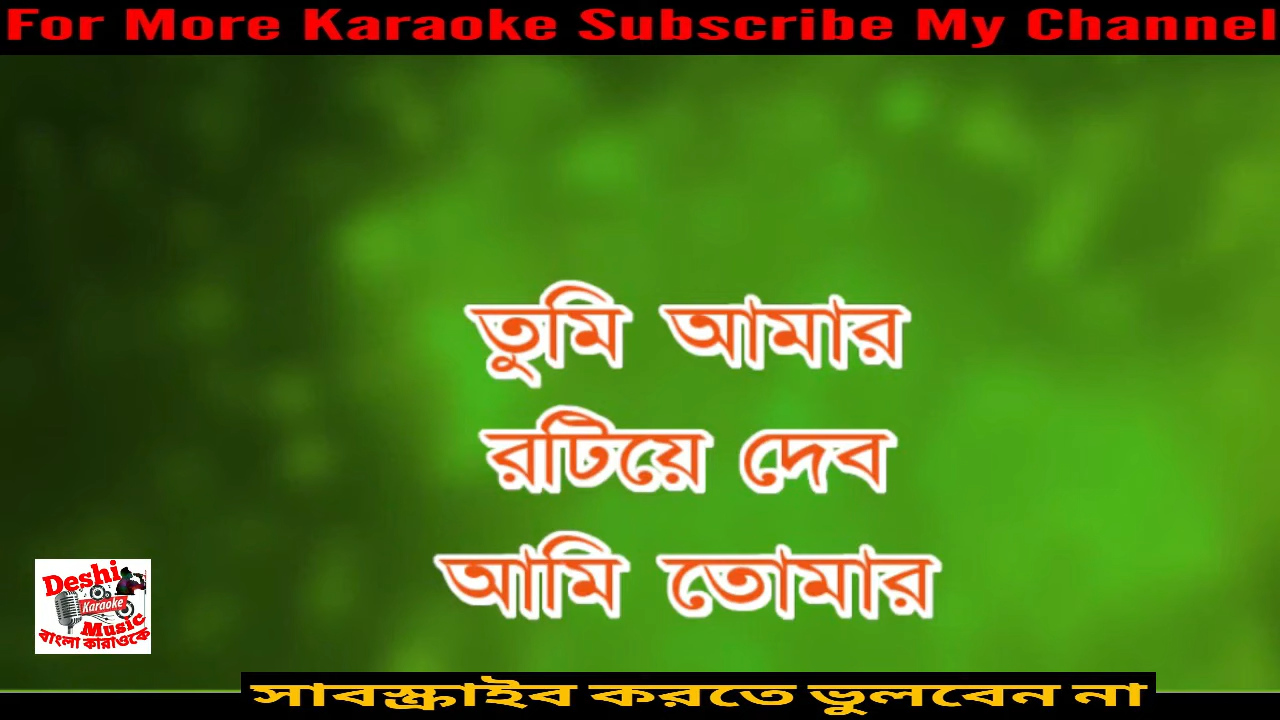 For More Karaoke Subscribe My Channel
তুমি আমার
রটিয়ে দেব
আমি তোমার
Deshi
Karaoke
Music
বাংলা কারাওকে
সাবস্ক্রাইব করতে ভুলবেন না